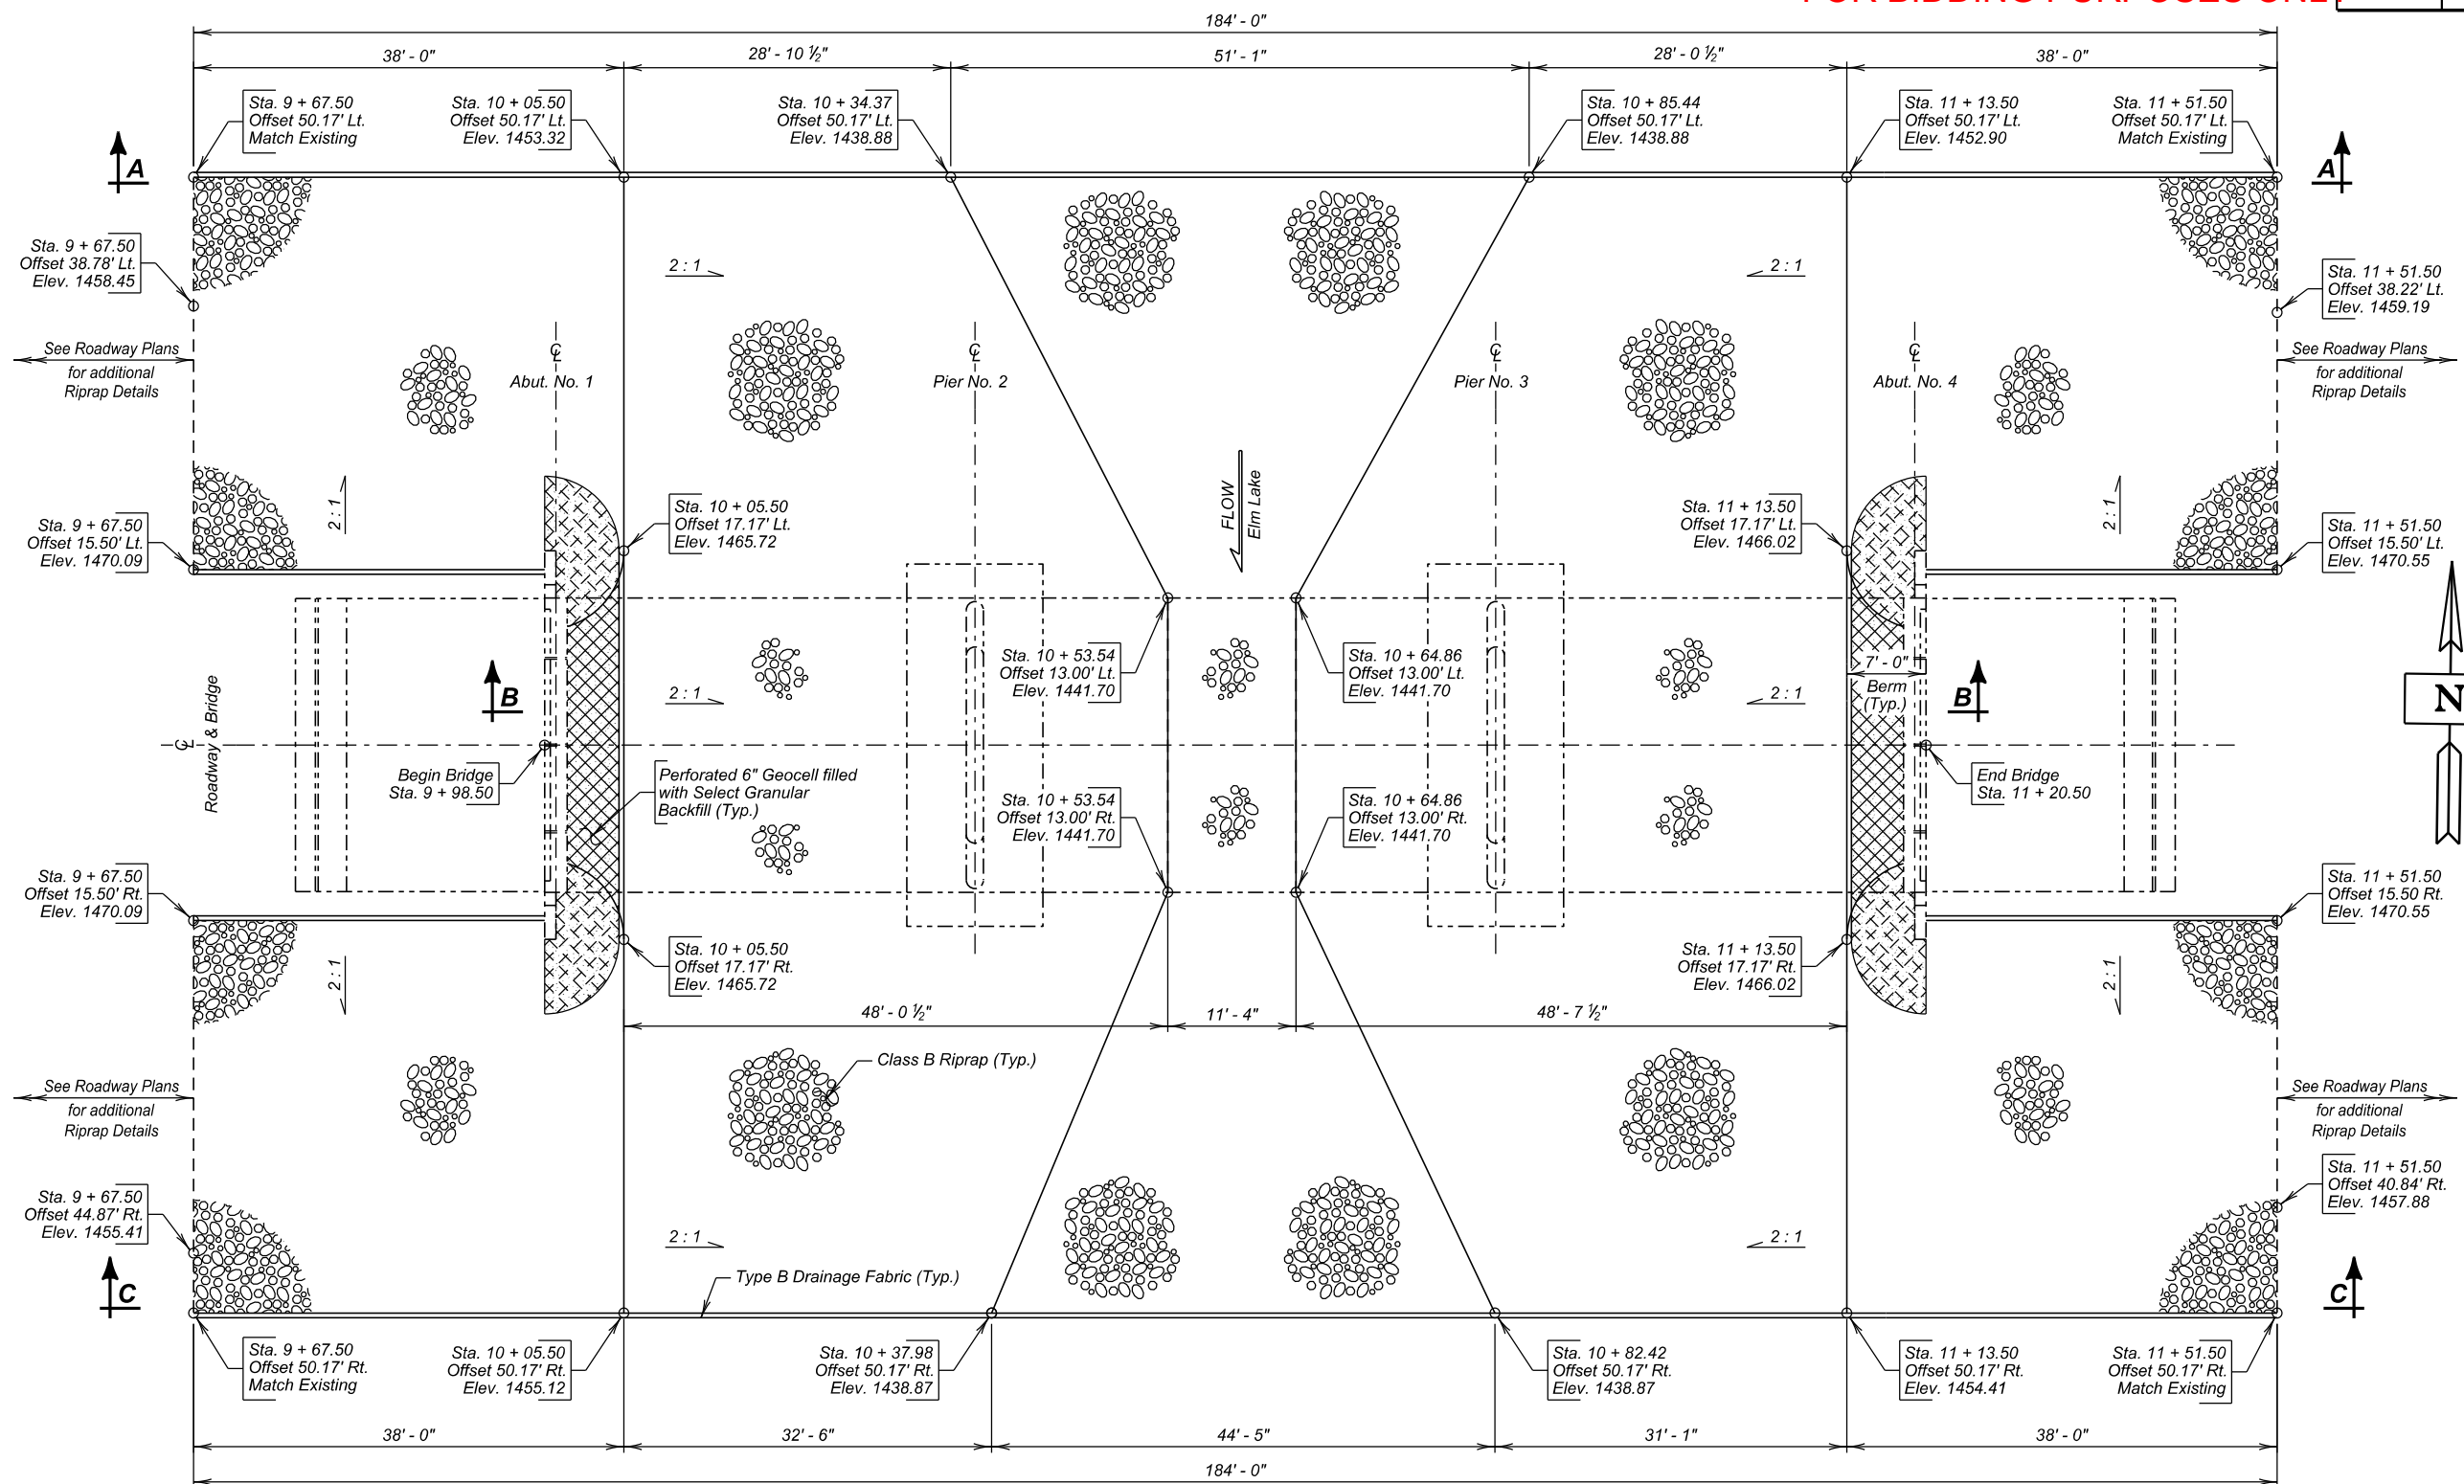 FOR BIDDING PURPOSES ONLY
184' - 0"
38' - 0"
28' - 10 ½"
51' - 1"
28' - 0 ½"
38' - 0"
Sta. 9 + 67.50
Offset 50.17' Lt.
Match Existing
Sta. 10 + 05.50
Offset 50.17' Lt.
Elev. 1453.32
Sta. 10 + 34.37
Offset 50.17' Lt.
Elev. 1438.88
Sta. 10 + 85.44
Offset 50.17' Lt.
Elev. 1438.88
Sta. 11 + 13.50
Offset 50.17' Lt.
Elev. 1452.90
Sta. 11 + 51.50
Offset 50.17' Lt.
Match Existing
A
A
Sta. 9 + 67.50
Offset 38.78' Lt.
Elev. 1458.45
2 : 1
2 : 1
Sta. 11 + 51.50
Offset 38.22' Lt.
Elev. 1459.19
See Roadway Plans
for additional
Riprap Details
℄
Abut. No. 1
℄
Pier No. 2
℄
Pier No. 3
℄
Abut. No. 4
See Roadway Plans
for additional
Riprap Details
Sta. 9 + 67.50
Offset 15.50' Lt.
Elev. 1470.09
2 : 1
Sta. 10 + 05.50
Offset 17.17' Lt.
Elev. 1465.72
FLOW
Elm Lake
Sta. 11 + 13.50
Offset 17.17' Lt.
Elev. 1466.02
2 : 1
Sta. 11 + 51.50
Offset 15.50' Lt.
Elev. 1470.55
Sta. 10 + 53.54
Offset 13.00' Lt.
Elev. 1441.70
Sta. 10 + 64.86
Offset 13.00' Lt.
Elev. 1441.70
7' - 0"
Berm
(Typ.)
B
2 : 1
2 : 1
B
N
℄
Roadway & Bridge
Begin Bridge
Sta. 9 + 98.50
Perforated 6" Geocell filled
with Select Granular
Backfill (Typ.)
Sta. 10 + 53.54
Offset 13.00' Rt.
Elev. 1441.70
Sta. 10 + 64.86
Offset 13.00' Rt.
Elev. 1441.70
End Bridge
Sta. 11 + 20.50
Sta. 9 + 67.50
Offset 15.50' Rt.
Elev. 1470.09
2 : 1
Sta. 10 + 05.50
Offset 17.17' Rt.
Elev. 1465.72
Sta. 11 + 13.50
Offset 17.17' Rt.
Elev. 1466.02
2 : 1
Sta. 11 + 51.50
Offset 15.50 Rt.
Elev. 1470.55
48' - 0 ½"
11' - 4"
48' - 7 ½"
Class B Riprap (Typ.)
See Roadway Plans
for additional
Riprap Details
See Roadway Plans
for additional
Riprap Details
Sta. 9 + 67.50
Offset 44.87' Rt.
Elev. 1455.41
2 : 1
2 : 1
Sta. 11 + 51.50
Offset 40.84' Rt.
Elev. 1457.88
Type B Drainage Fabric (Typ.)
C
C
Sta. 9 + 67.50
Offset 50.17' Rt.
Match Existing
Sta. 10 + 05.50
Offset 50.17' Rt.
Elev. 1455.12
Sta. 10 + 37.98
Offset 50.17' Rt.
Elev. 1438.87
Sta. 10 + 82.42
Offset 50.17' Rt.
Elev. 1438.87
Sta. 11 + 13.50
Offset 50.17' Rt.
Elev. 1454.41
Sta. 11 + 51.50
Offset 50.17' Rt.
Match Existing
38' - 0"
32' - 6"
44' - 5"
31' - 1"
38' - 0"
184' - 0"